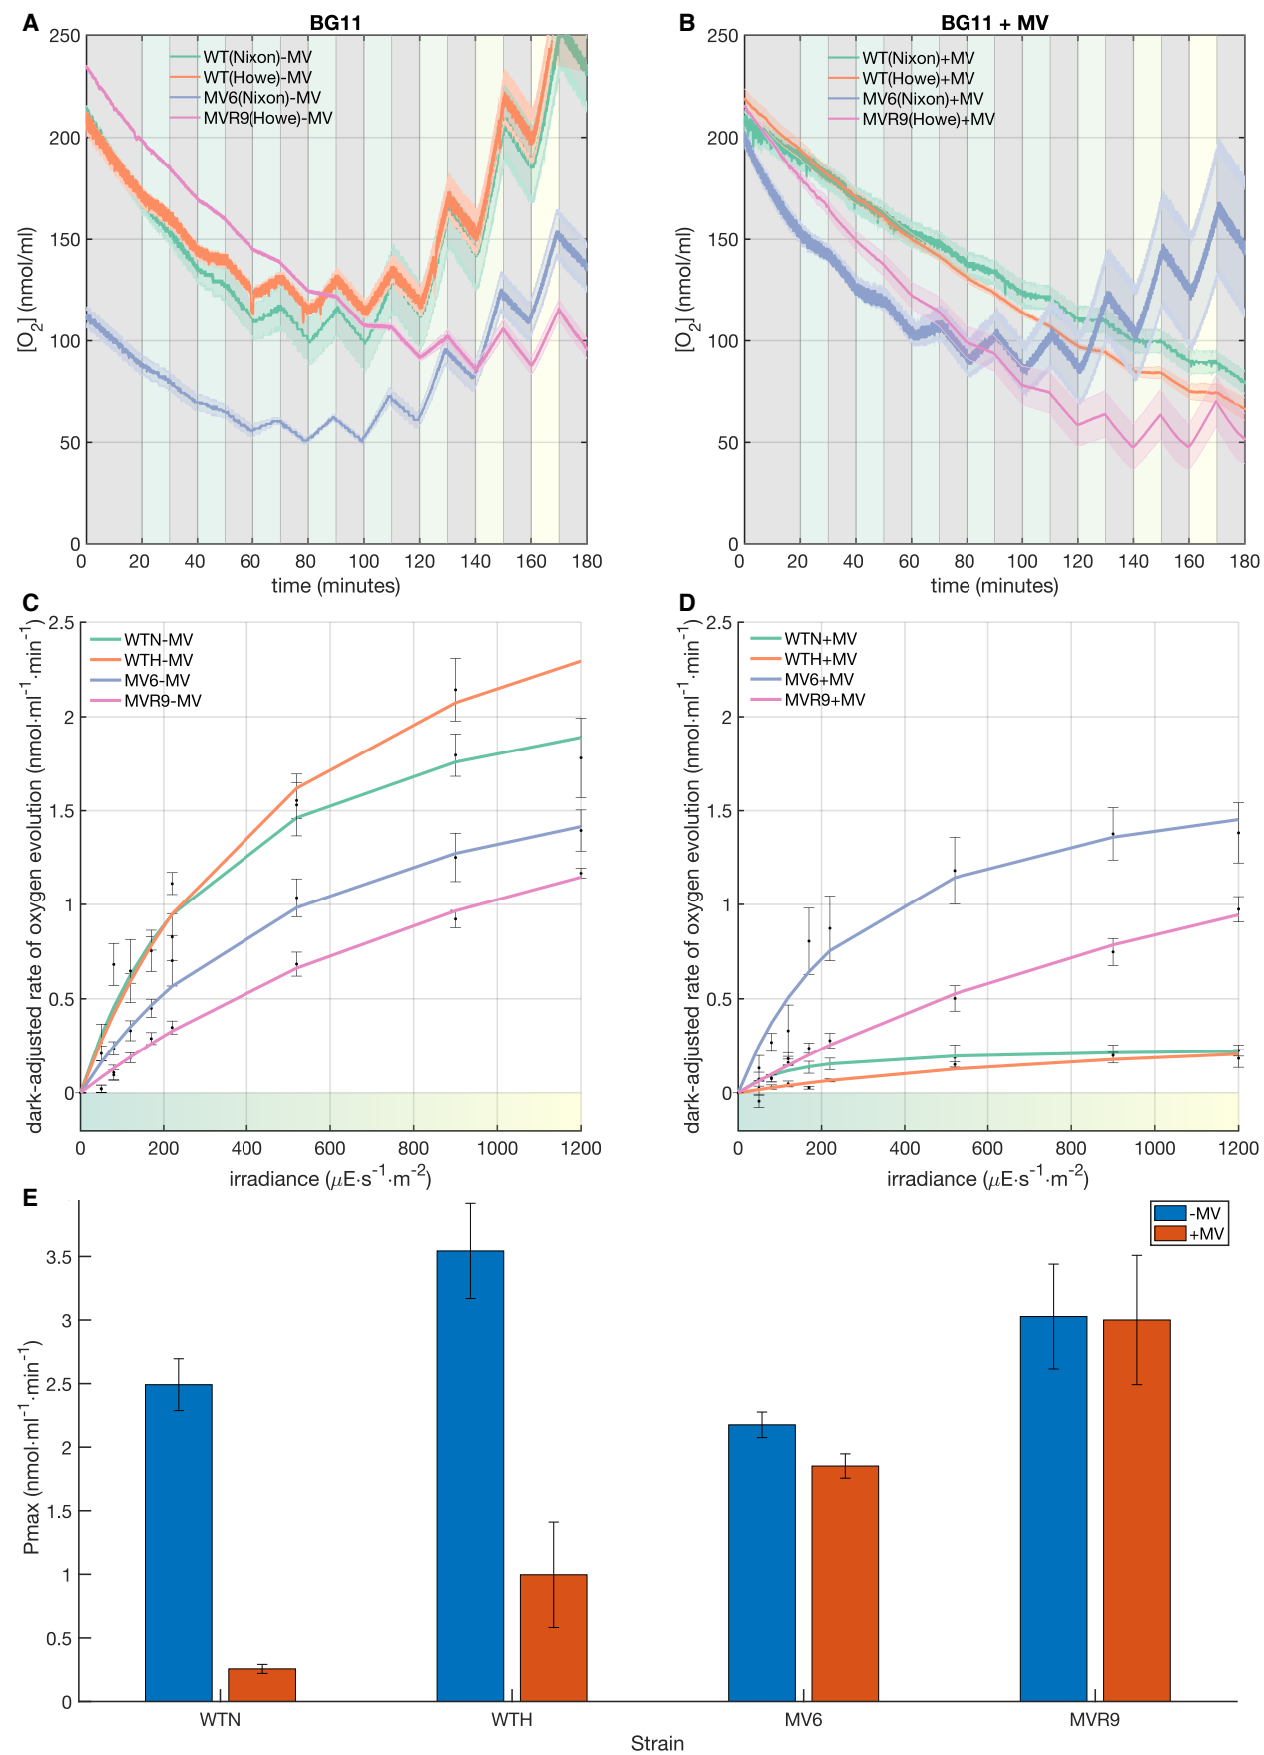 A
BG11
250
200
150
100
50
0
[O2] (nmol/ml)
WT(Nixon)-MV
WT(Howe)-MV
MV6(Nixon)-MV
MVR9(Howe)-MV
0 20 40 60 80 100 120 140 160 180
time (minutes)
B
BG11 + MV
250
200
150
100
50
0
[O2] (nmol/ml)
WT(Nixon)+MV
WT(Howe)+MV
MV6(Nixon)+MV
MVR9(Howe)+MV
0 20 40 60 80 100 120 140 160 180
time (minutes)
C
2.5
2
1.5
1
0.5
0
dark-adjusted rate of oxygen evolution (nmol·ml-1·min-1)
WTN-MV
WTH-MV
MV6-MV
MVR9-MV
0 200 400 600 800 1000 1200
irradiance (μE·s-1·m-2)
D
2.5
2
1.5
1
0.5
0
dark-adjusted rate of oxygen evolution (nmol·ml-1·min-1)
WTN+MV
WTH+MV
MV6+MV
MVR9+MV
0 200 400 600 800 1000 1200
irradiance (μE·s-1·m-2)
E
3.5
3
2.5
2
1.5
1
0.5
0
Pmax (nmol·ml-1·min-1)
-MV
+MV
WTN WTH MV6 MVR9
Strain